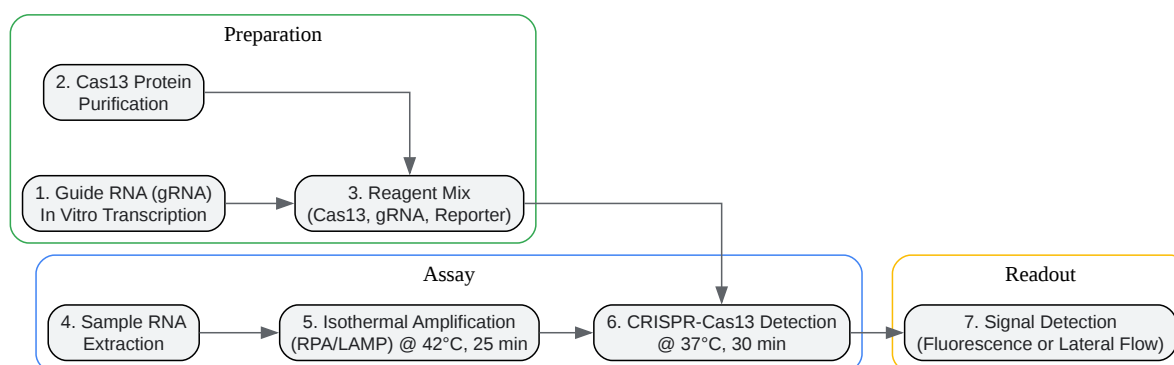 Preparation
2. Cas13 Protein
Purification
1. Guide RNA (gRNA)
In Vitro Transcription
3. Reagent Mix
(Cas13, gRNA, Reporter)
Assay
4. Sample RNA
Extraction
5. Isothermal Amplification
(RPA/LAMP) @ 42°C, 25 min
6. CRISPR-Cas13 Detection
@ 37°C, 30 min
Readout
7. Signal Detection
(Fluorescence or Lateral Flow)